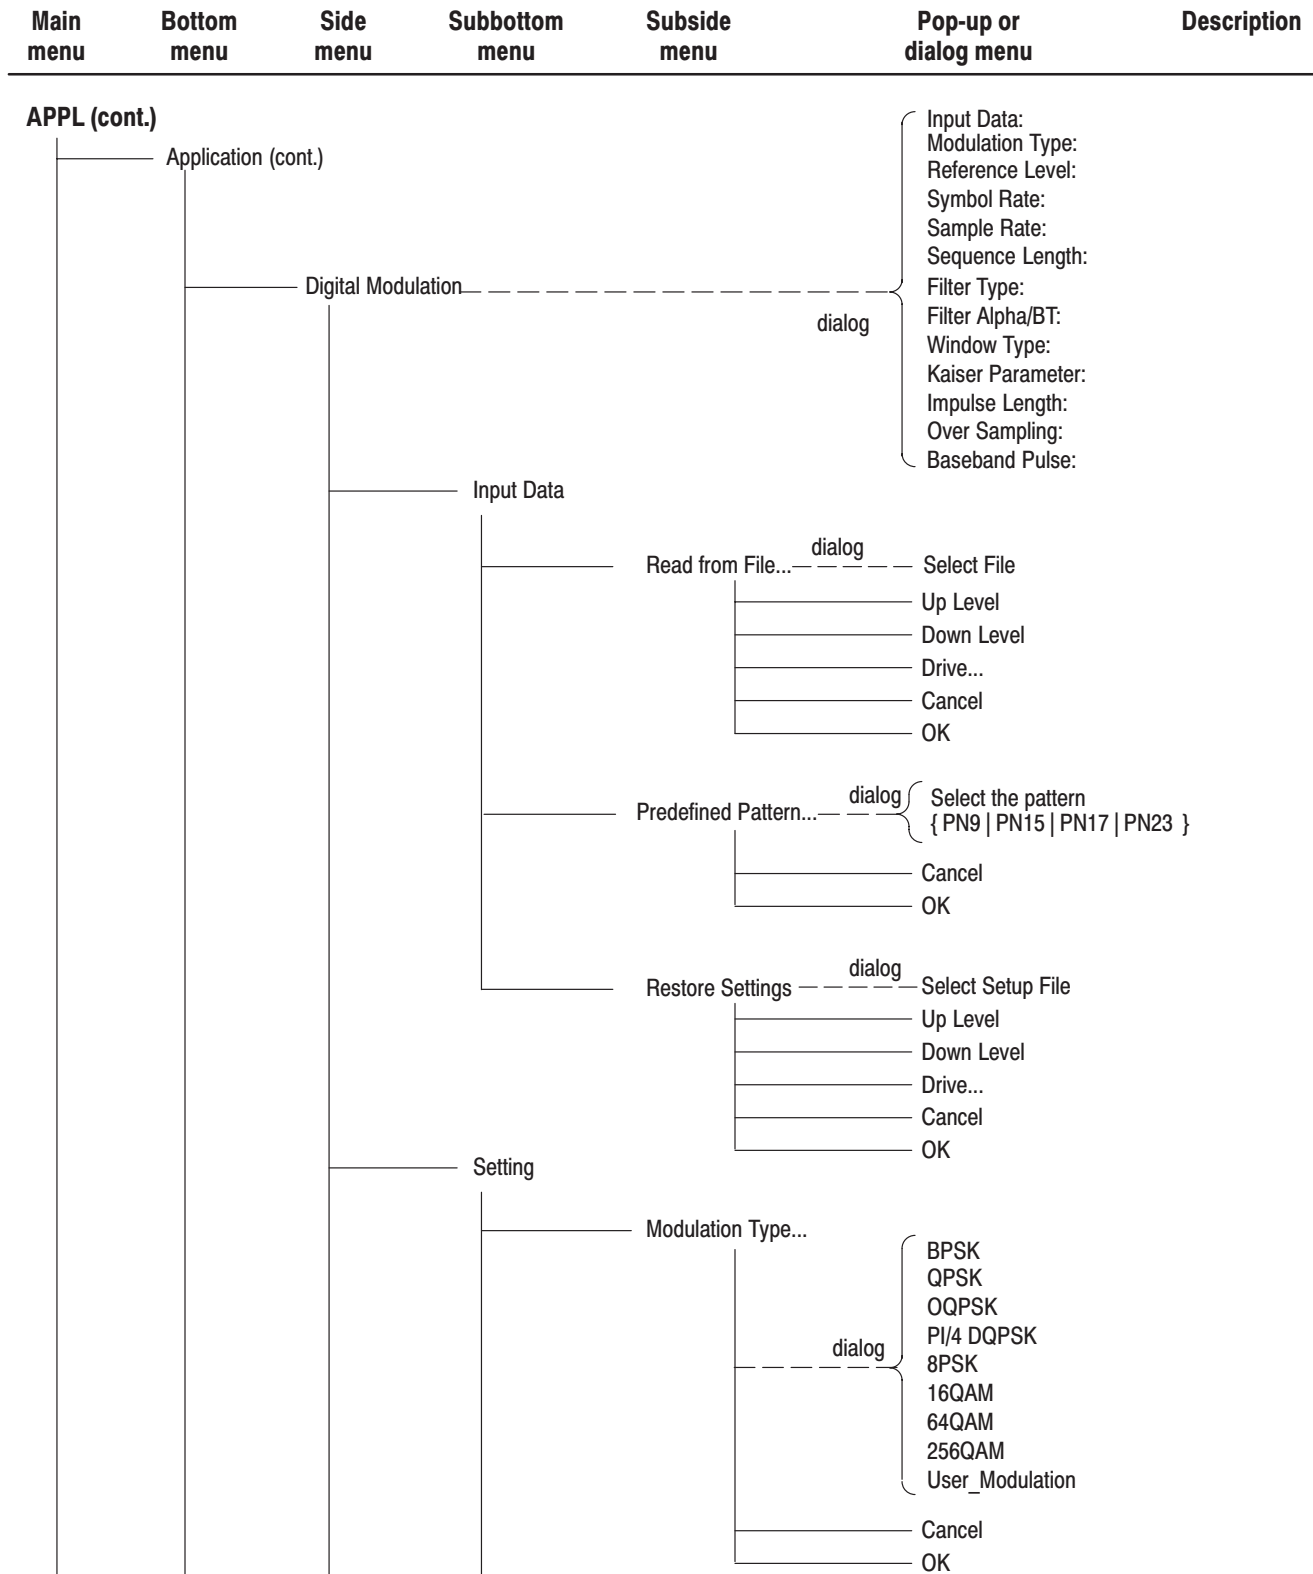 Main menu Bottom menu Side menu Subbottom menu Subside menu Pop-up or dialog menu Description
APPL (cont.)
Application (cont.)
Digital Modulation
dialog
Input Data:
Modulation Type:
Reference Level:
Symbol Rate:
Sample Rate:
Sequence Length:
Filter Type:
Filter Alpha/BT:
Window Type:
Kaiser Parameter:
Impulse Length:
Over Sampling:
Baseband Pulse:
Input Data
Read from File... dialog Select File
Up Level
Down Level
Drive...
Cancel
OK
Predefined Pattern... dialog Select the pattern
{ PN9 | PN15 | PN17 | PN23 }
Cancel
OK
Restore Settings dialog Select Setup File
Up Level
Down Level
Drive...
Cancel
OK
Setting
Modulation Type...
dialog
BPSK
QPSK
OQPSK
PI/4 DQPSK
8PSK
16QAM
64QAM
256QAM
User_Modulation
Cancel
OK